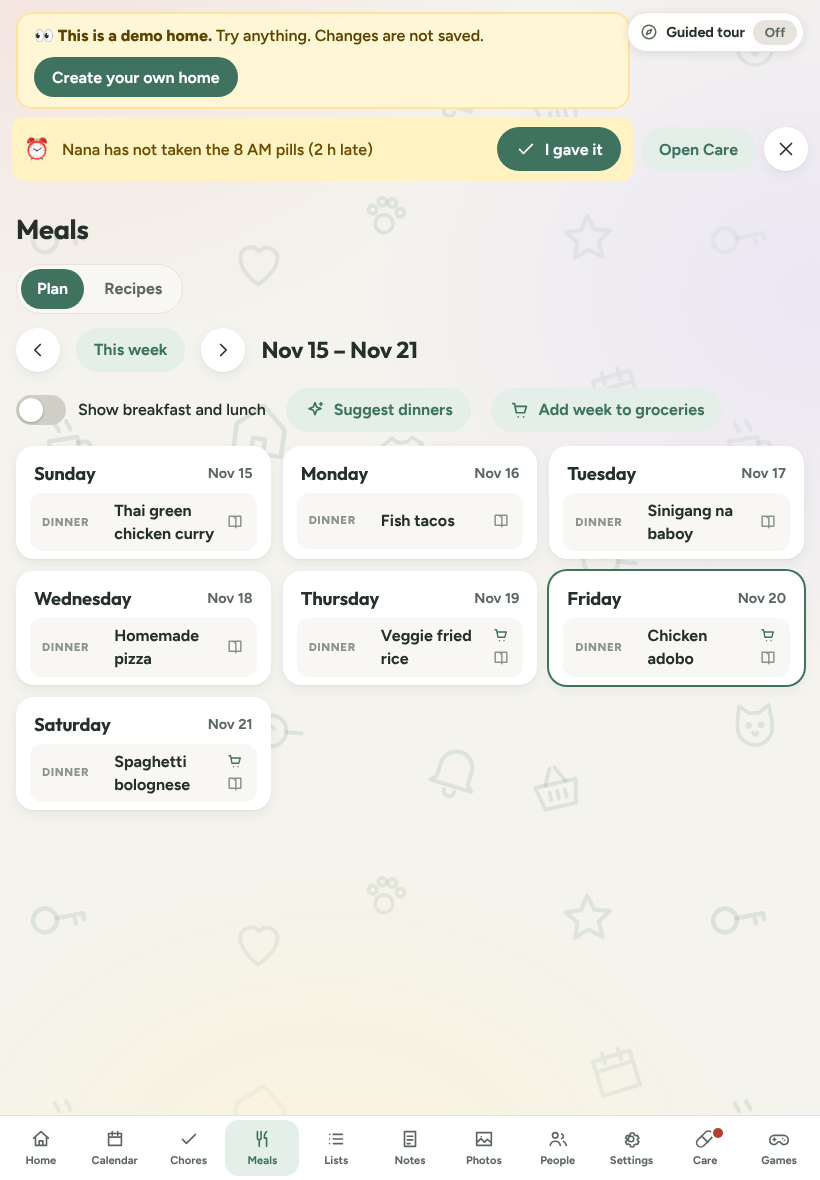 👀 This is a demo home. Try anything. Changes are not saved.
Guided tour Off
Create your own home
⏰ Nana has not taken the 8 AM pills (2 h late)
I gave it
Open Care
Meals
Plan Recipes
This week
Nov 15 – Nov 21
Show breakfast and lunch
Suggest dinners
Add week to groceries
Sunday Nov 15
DINNER
Thai green
chicken curry
Monday Nov 16
DINNER
Fish tacos
Tuesday Nov 17
DINNER
Sinigang na
baboy
Wednesday Nov 18
DINNER
Homemade
pizza
Thursday Nov 19
DINNER
Veggie fried
rice
Friday Nov 20
DINNER
Chicken
adobo
Saturday Nov 21
DINNER
Spaghetti
bolognese
Home Calendar Chores Meals Lists Notes Photos People Settings Care Games